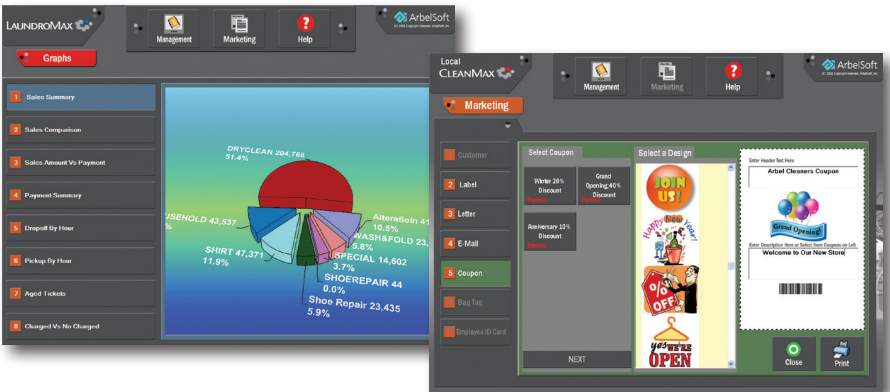 LAUNDROMAX
Management
Marketing
Help
ArbelSoft
Graphs
1 Sales Summary
2 Sales Comparison
3 Sales Amount Vs Payment
4 Payment Summary
5 Dropoff By Hour
6 Pickup By Hour
7 Aged Tickets
8 Charged Vs No Charged
DRYCLEAN 204,768
51.4%
USEHOLD 43,537
%
SHIRT 47,371
11.9%
Alteratioin 41
10.5%
WASH&FOLD 23,
5.8%
SPECIAL 14,602
3.7%
SHOEREPAIR 44
0.0%
Shoe Repair 23,435
5.9%
Local
CLEANMAX
Management
Marketing
Help
ArbelSoft
Marketing
Customer
2 Label
3 Letter
4 E-Mail
5 Coupon
Bag Tag
Employee ID Card
Select Coupon
Winter 20%
Discount
Grand
Opening,40%
Discount
Anniversary 10%
Discount
NEXT
Select a Design
JOIN
US!
Happy New Year!
%
OFF
yes WE'RE
OPEN
Enter Header Text Here
Arbel Cleaners Coupon
Grand Opening!
Enter Description Here or Select from Coupons on Left
Welcome to Our New Store
Close
Print